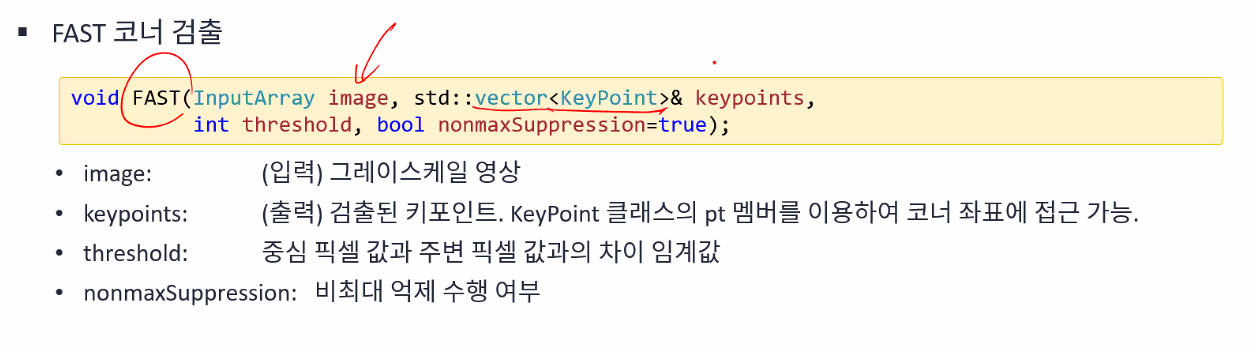 ▪ FAST 코너 검출
void FAST(InputArray image, std::vector<KeyPoint>& keypoints,
int threshold, bool nonmaxSuppression=true);
• image: (입력) 그레이스케일 영상
• keypoints: (출력) 검출된 키포인트. KeyPoint 클래스의 pt 멤버를 이용하여 코너 좌표에 접근 가능.
• threshold: 중심 픽셀 값과 주변 픽셀 값과의 차이 임계값
• nonmaxSuppression: 비최대 억제 수행 여부